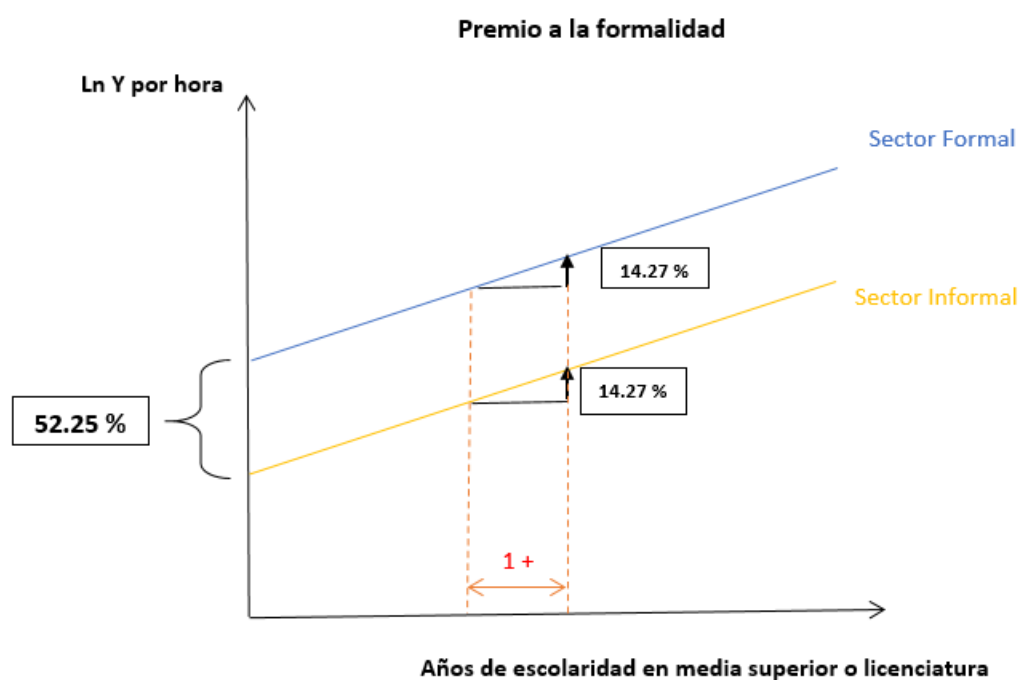 Premio a la formalidad
Ln Y por hora
Sector Formal
14.27 %
Sector Informal
14.27 %
52.25 %
1 +
Años de escolaridad en media superior o licenciatura